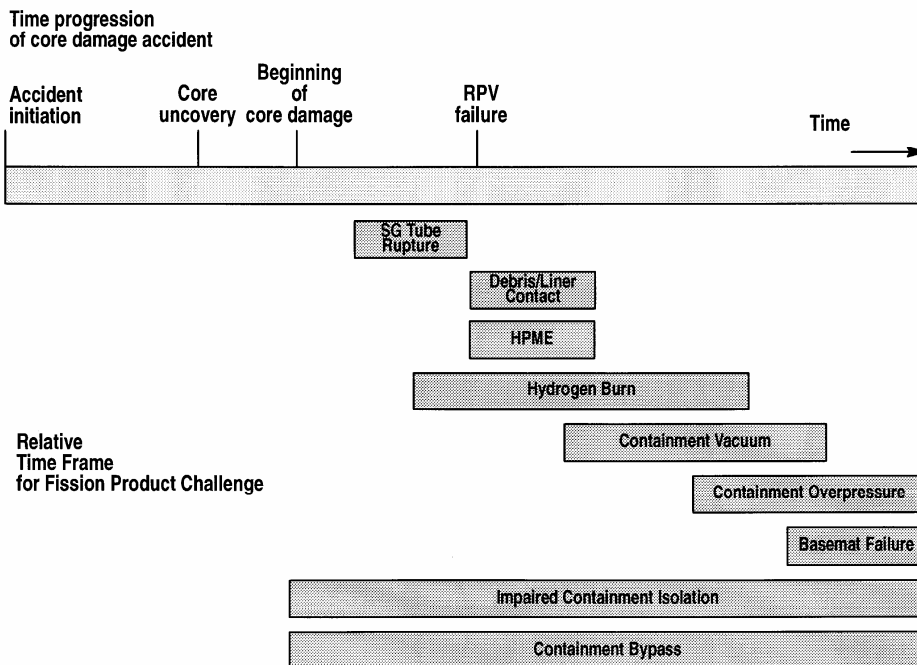 Time progression
of core damage accident
Accident
initiation
Core
uncovery
Beginning
of
core damage
RPV
failure
Time
SG Tube
Rupture
Debris/Liner
Contact
HPME
Hydrogen Burn
Containment Vacuum
Relative
Time Frame
for Fission Product Challenge
Containment Overpressure
Basemat Failure
Impaired Containment Isolation
Containment Bypass